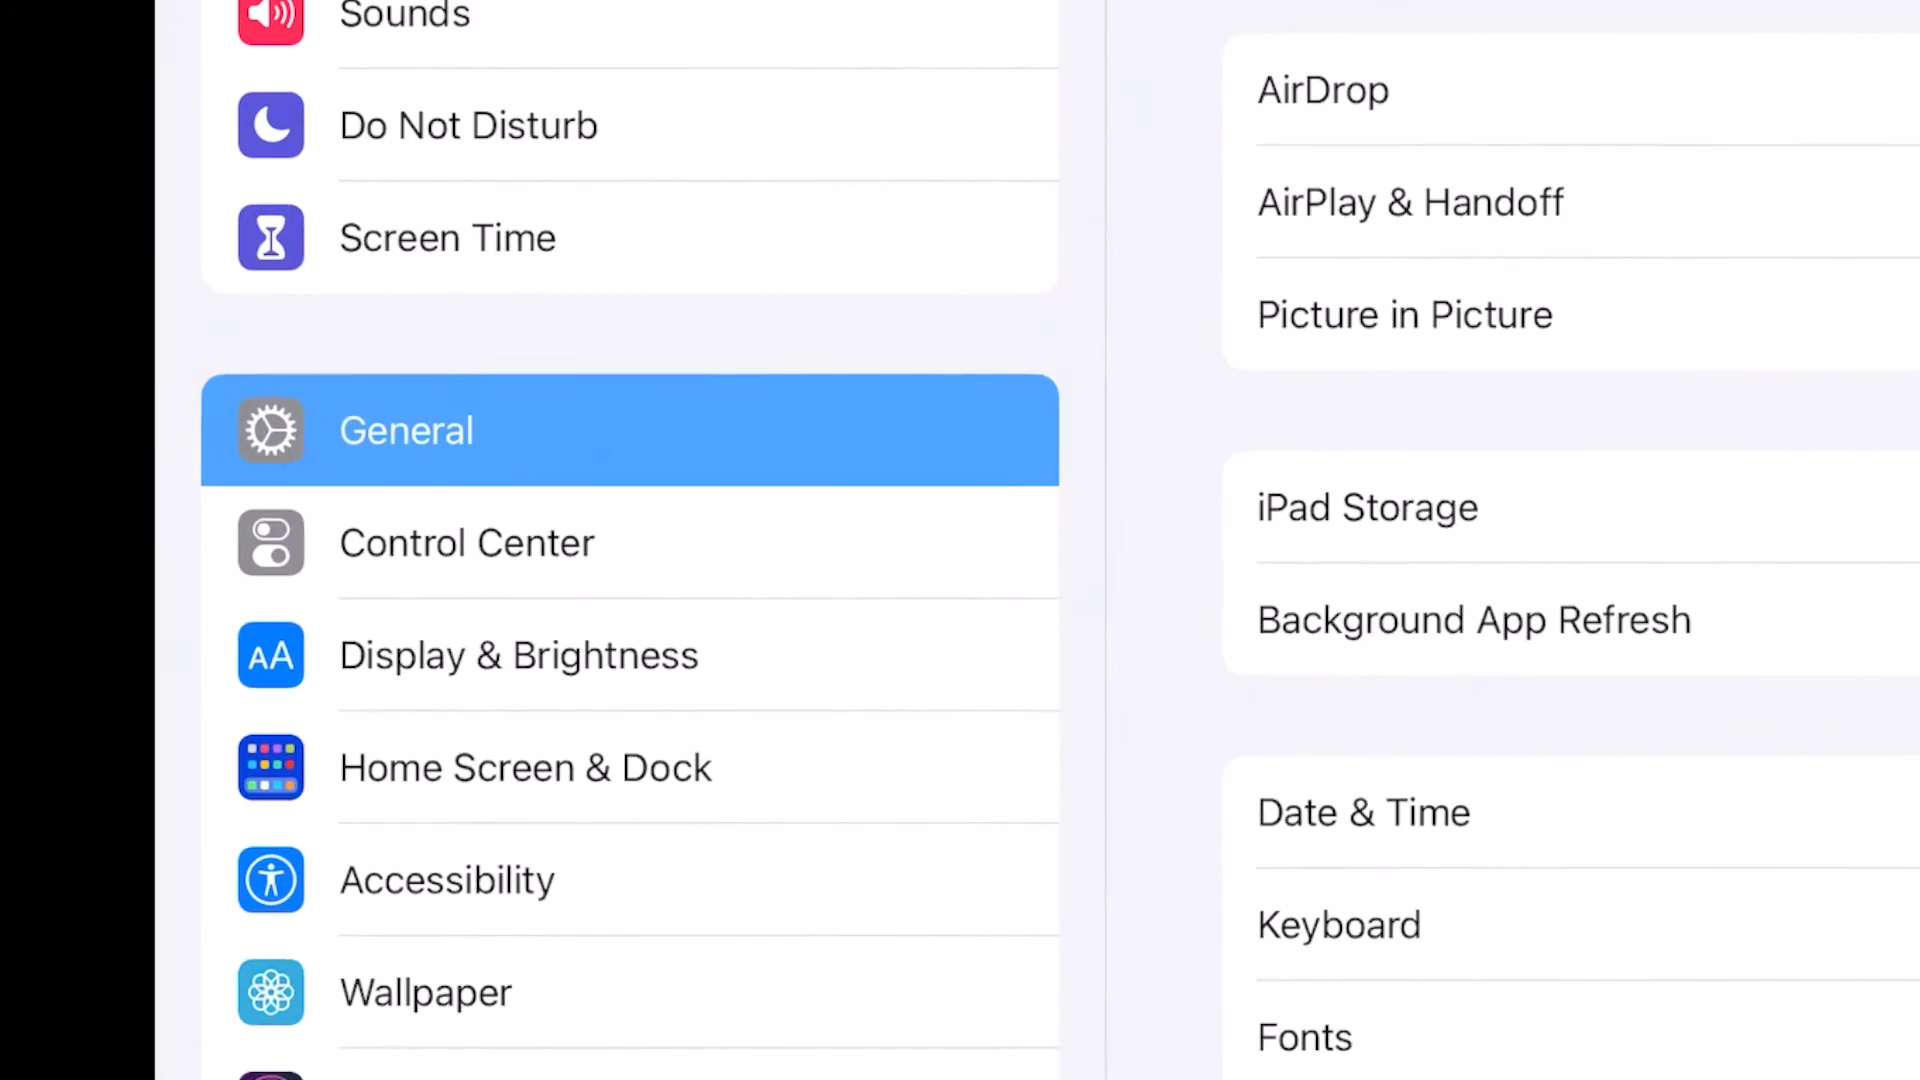 Sounds
Do Not Disturb
Screen Time
General
Control Center
AA
Display & Brightness
Home Screen & Dock
Accessibility
Wallpaper
AirDrop
AirPlay & Handoff
Picture in Picture
iPad Storage
Background App Refresh
Date & Time
Keyboard
Fonts